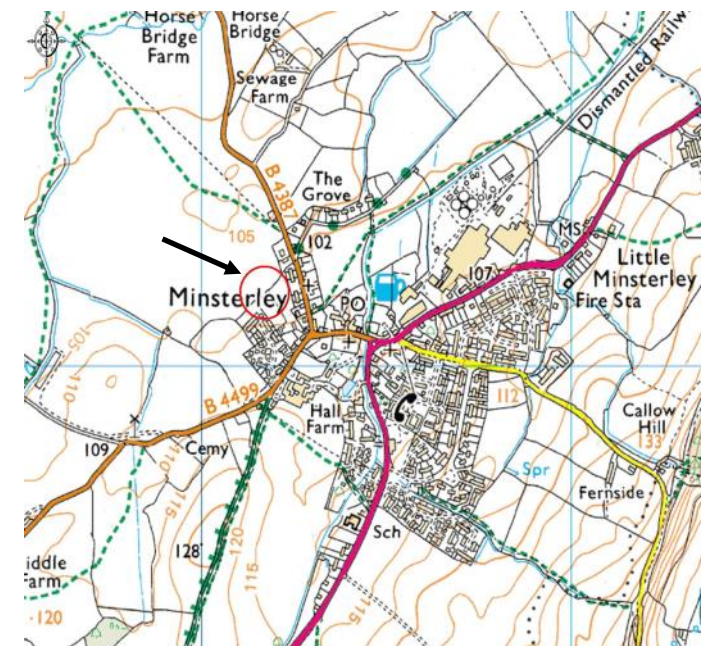 Horse
Bridge
Farm
Horse
Bridge
Sewage
Farm
Dismantled Railw
The
Grove
B 4387
105
102
MS
Little
Minsterley
Fire Sta
107
Minsterley
PO
105
110
B 4499
Hall
Farm
112
Callow
Hill
133
109
110
Cemy
115
Spr
Fernside
Sch
128
120
115
115
iddle
Farm
·120